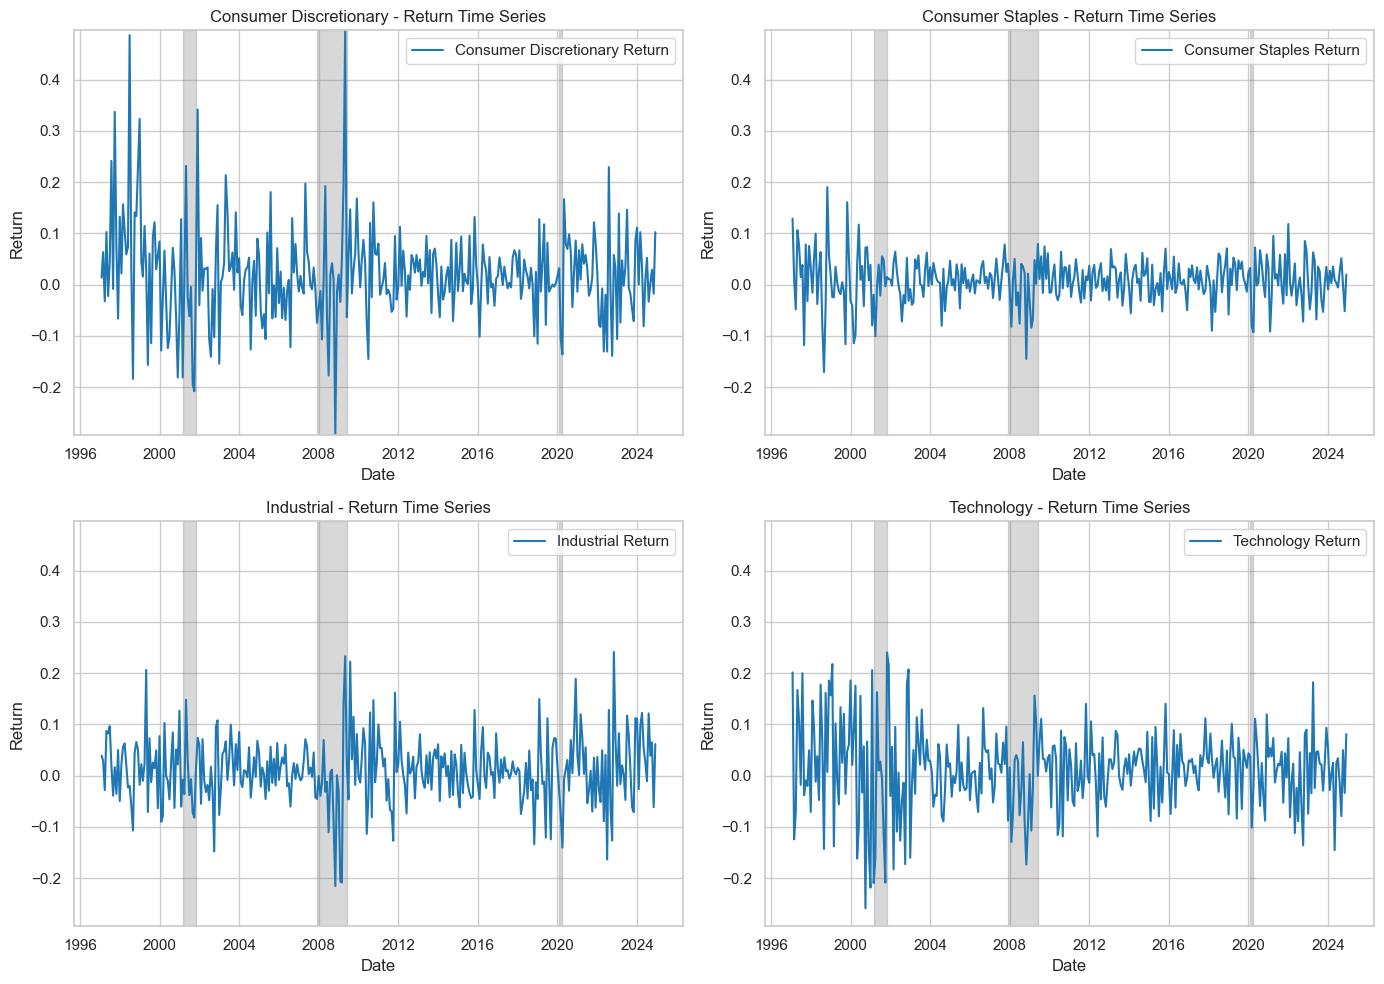 Consumer Discretionary - Return Time Series
Consumer Discretionary Return
Return
0.4
0.3
0.2
0.1
0.0
−0.1
−0.2
1996 2000 2004 2008 2012 2016 2020 2024
Date
Consumer Staples - Return Time Series
Consumer Staples Return
Return
0.4
0.3
0.2
0.1
0.0
−0.1
−0.2
1996 2000 2004 2008 2012 2016 2020 2024
Date
Industrial - Return Time Series
Industrial Return
Return
0.4
0.3
0.2
0.1
0.0
−0.1
−0.2
1996 2000 2004 2008 2012 2016 2020 2024
Date
Technology - Return Time Series
Technology Return
Return
0.4
0.3
0.2
0.1
0.0
−0.1
−0.2
1996 2000 2004 2008 2012 2016 2020 2024
Date